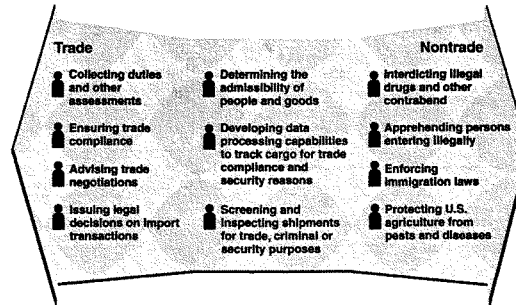 Trade
Nontrade
Collecting duties
and other
assessments
Ensuring trade
compliance
Advising trade
negotiations
Issuing legal
decisions on import
transactions
Determining the
admissibility of
people and goods
Developing data
processing capabilities
to track cargo for trade
compliance and
security reasons
Screening and
inspecting shipments
for trade, criminal or
security purposes
Interdicting illegal
drugs and other
contrabend
Apprehending persons
entering illegally
Enforcing
immigration laws
Protecting U.S.
agriculture from
pests and diseases